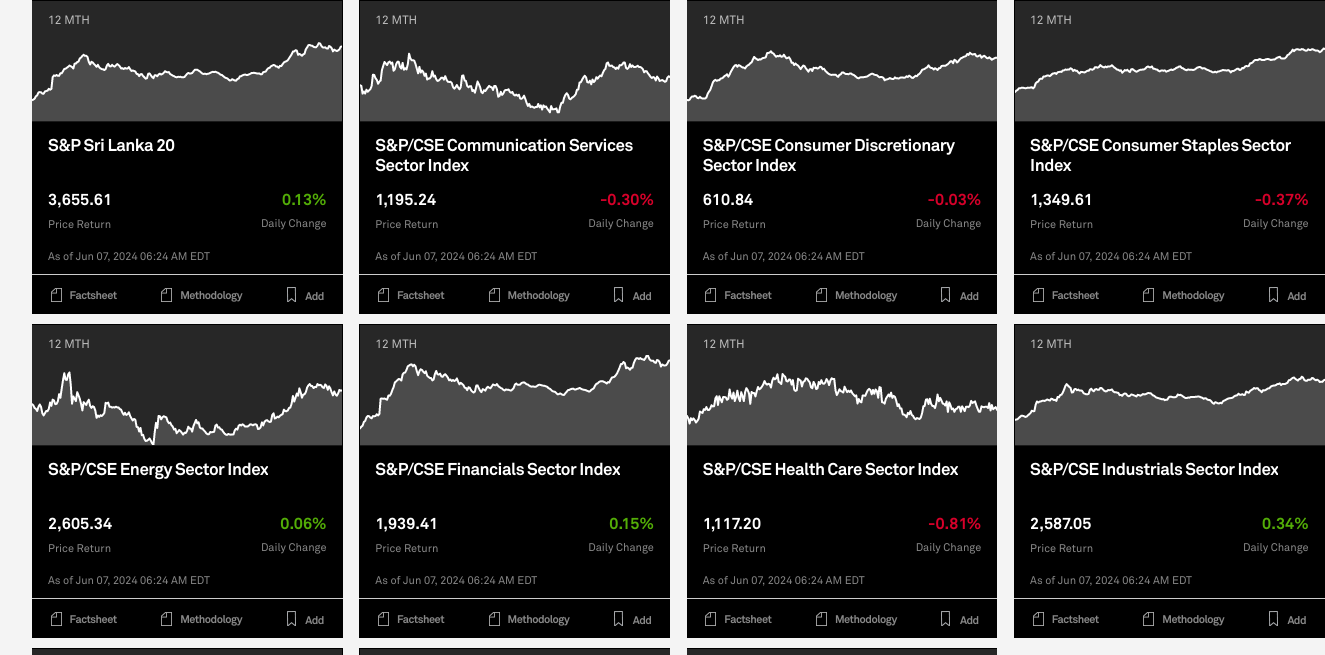 12 MTH
S&P Sri Lanka 20
3,655.61
0.13%
Price Return
Daily Change
As of Jun 07, 2024 06:24 AM EDT
Factsheet
Methodology
Add
12 MTH
S&P/CSE Communication Services
Sector Index
1,195.24
-0.30%
Price Return
Daily Change
As of Jun 07, 2024 06:24 AM EDT
Factsheet
Methodology
Add
12 MTH
S&P/CSE Consumer Discretionary
Sector Index
610.84
-0.03%
Price Return
Daily Change
As of Jun 07, 2024 06:24 AM EDT
Factsheet
Methodology
Add
12 MTH
S&P/CSE Consumer Staples Sector
Index
1,349.61
-0.37%
Price Return
Daily Change
As of Jun 07, 2024 06:24 AM EDT
Factsheet
Methodology
Add
12 MTH
S&P/CSE Energy Sector Index
2,605.34
0.06%
Price Return
Daily Change
As of Jun 07, 2024 06:24 AM EDT
Factsheet
Methodology
Add
12 MTH
S&P/CSE Financials Sector Index
1,939.41
0.15%
Price Return
Daily Change
As of Jun 07, 2024 06:24 AM EDT
Factsheet
Methodology
Add
12 MTH
S&P/CSE Health Care Sector Index
1,117.20
-0.81%
Price Return
Daily Change
As of Jun 07, 2024 06:24 AM EDT
Factsheet
Methodology
Add
12 MTH
S&P/CSE Industrials Sector Index
2,587.05
0.34%
Price Return
Daily Change
As of Jun 07, 2024 06:24 AM EDT
Factsheet
Methodology
Add